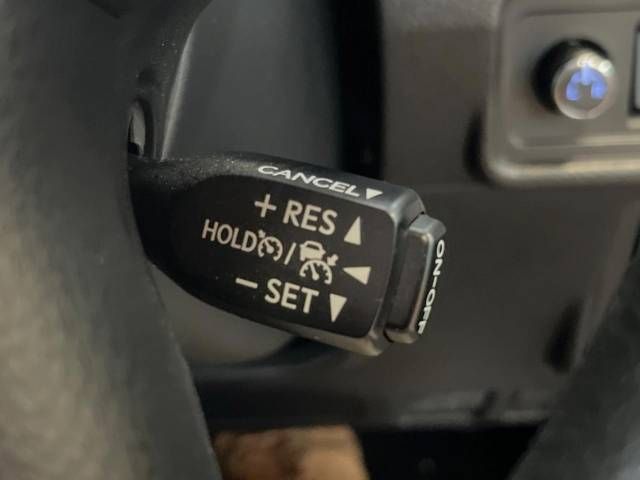 CANCEL
+ RES
HOLD /
- SET
ON-OFF